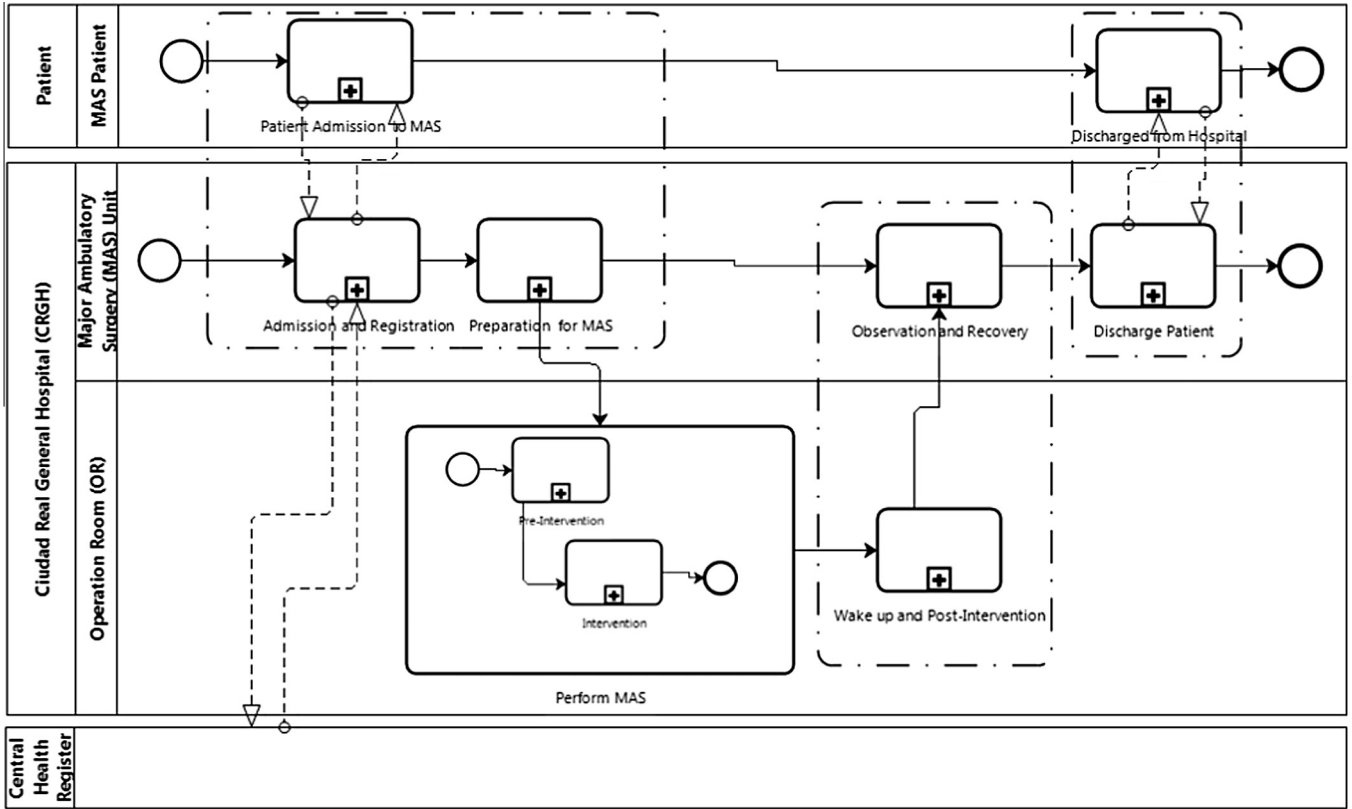 Patient
MAS Patient
Patient Admission to MAS
Discharged from Hospital
Ciudad Real General Hospital (CRGH)
Major Ambulatory
Surgery (MAS) Unit
Admission and Registration
Preparation for MAS
Observation and Recovery
Discharge Patient
Operation Room (OR)
Pre-Intervention
Intervention
Wake up and Post-Intervention
Perform MAS
Central
Health
Register